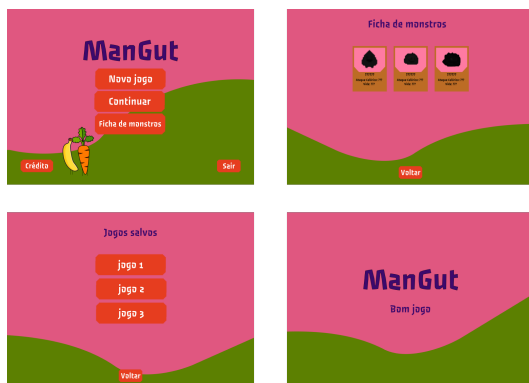 ManGut
Novo jogo
Continuar
Ficha de monstros
Crédito
Sair
Ficha de monstros
Voltar
Jogos salvos
jogo 1
jogo 2
jogo 3
Voltar
ManGut
Bom jogo